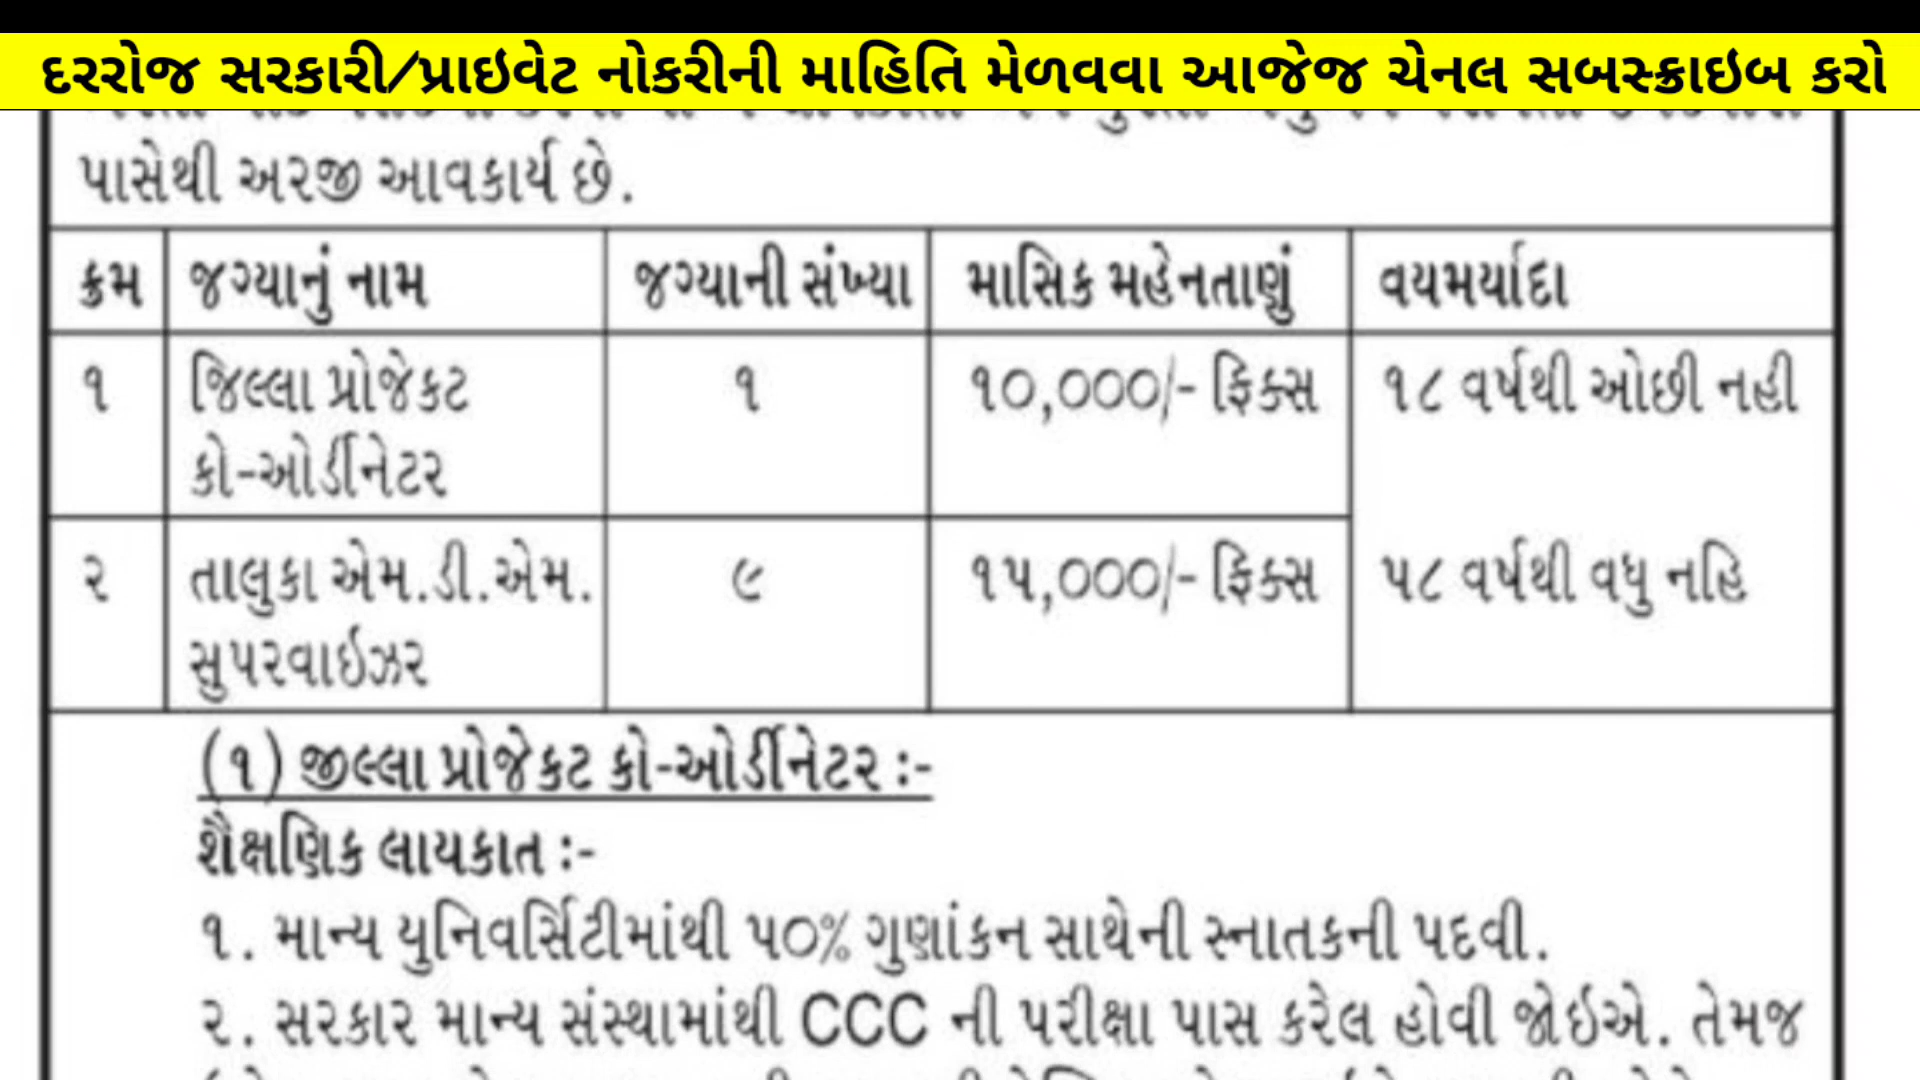 દરરોજ સરકારી/પ્રાઇવેટ નોકરીની માહિતિ મેળવવા આજેજ ચેનલ સબસ્ક્રાઇબ કરો
પાસેથી અરજી આવકાર્ય છે.
ક્રમ જગ્યાનું નામ જગ્યાની સંખ્યા માસિક મહેનતાણું વયમર્યાદા
૧ જિલ્લા પ્રોજેકટ ૧ ૧૦,૦૦૦/- ફિક્સ ૧૮ વર્ષથી ઓછી નહી
કો-ઓર્ડીનેટર
૨ તાલુકા એમ.ડી.એમ. ૯ ૧૫,૦૦૦/- ફિક્સ ૫૮ વર્ષથી વધુ નહિ
સુપરવાઇઝર
(૧) જીલ્લા પ્રોજેકટ કો-ઓર્ડીનેટર :-
શૈક્ષણિક લાયકાત :-
૧. માન્ય યુનિવર્સિટીમાંથી ૫૦% ગુણાંકન સાથેની સ્નાતકની પદવી.
૨. સરકાર માન્ય સંસ્થામાંથી CCC ની પરીક્ષા પાસ કરેલ હોવી જોઇએ. તેમજ